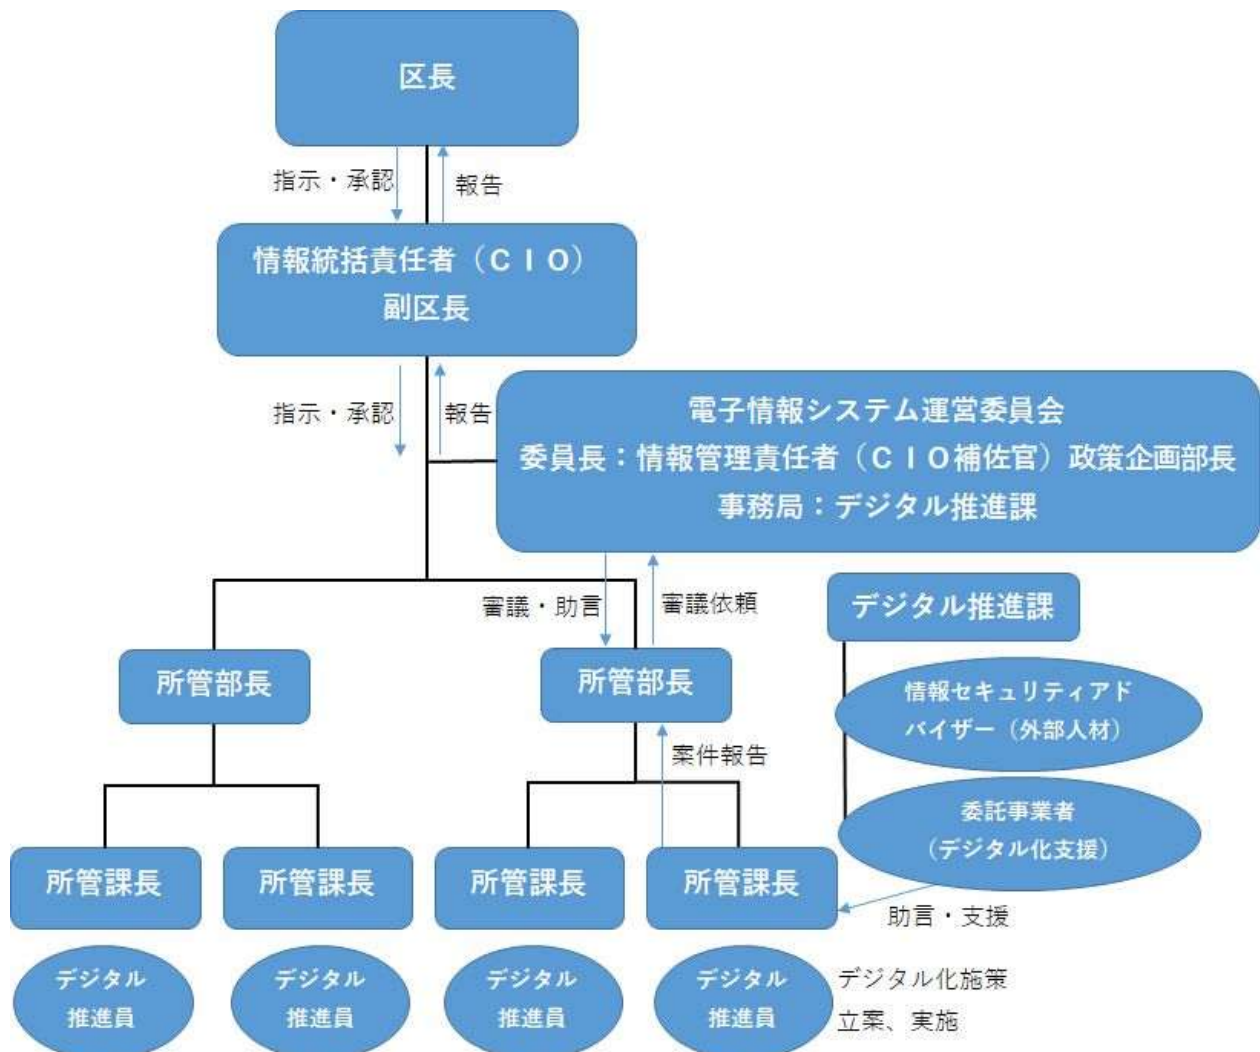 区長
指示・承認
報告
情報統括責任者（ＣＩＯ）
副区長
指示・承認
報告
電子情報システム運営委員会
委員長：情報管理責任者（ＣＩＯ補佐官）政策企画部長
事務局：デジタル推進課
審議・助言
審議依頼
デジタル推進課
所管部長
所管部長
情報セキュリティアド
バイザー（外部人材）
案件報告
委託事業者
（デジタル化支援）
所管課長
所管課長
所管課長
所管課長
助言・支援
デジタル
推進員
デジタル
推進員
デジタル
推進員
デジタル
推進員
デジタル化施策
立案、実施